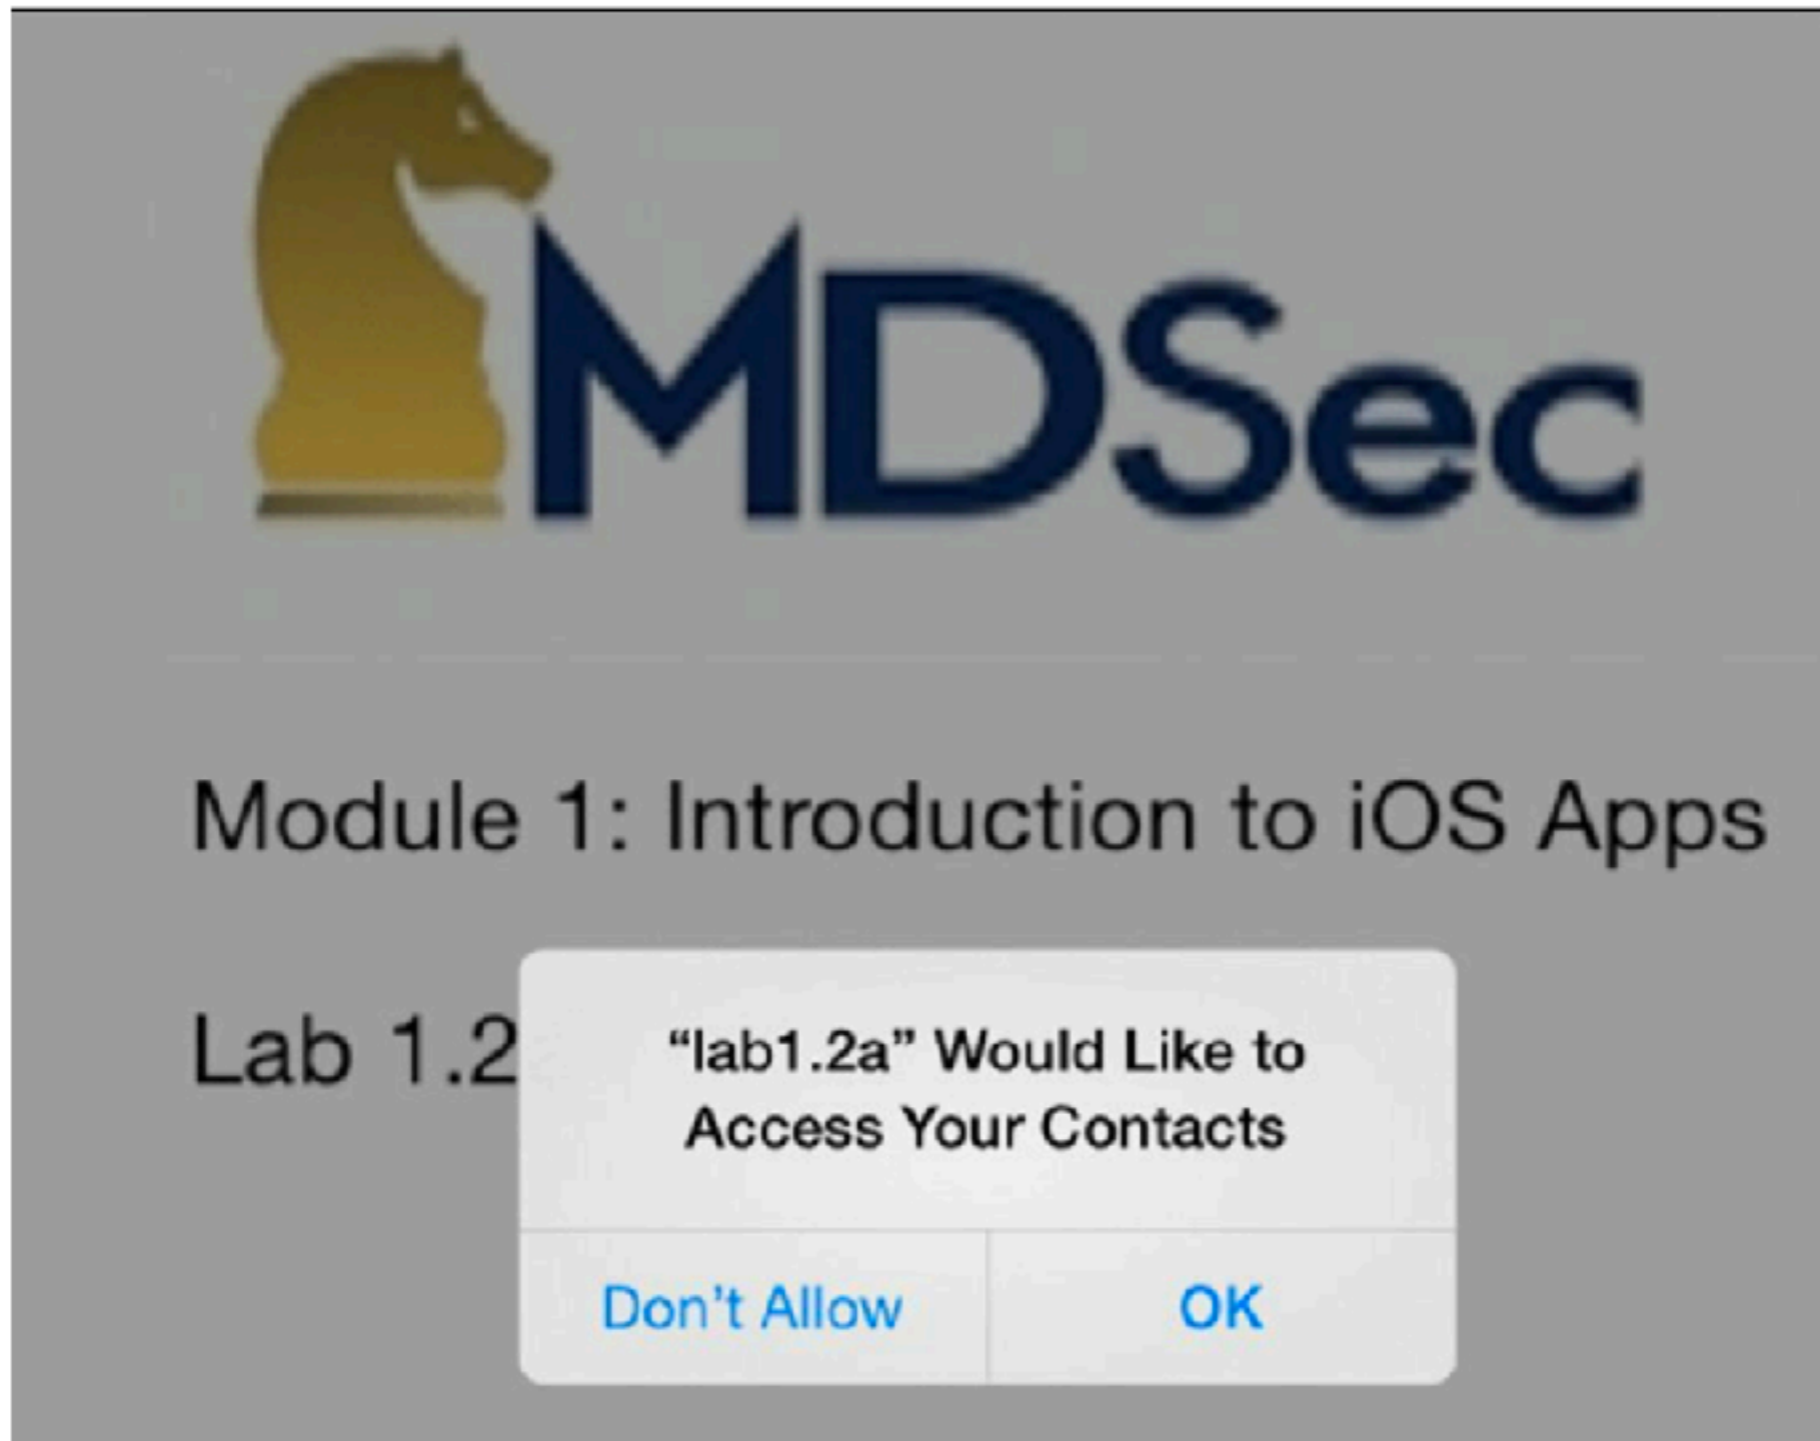 MDSec
Module 1: Introduction to iOS Apps
Lab 1.2
“lab1.2a” Would Like to
Access Your Contacts
Don’t Allow
OK